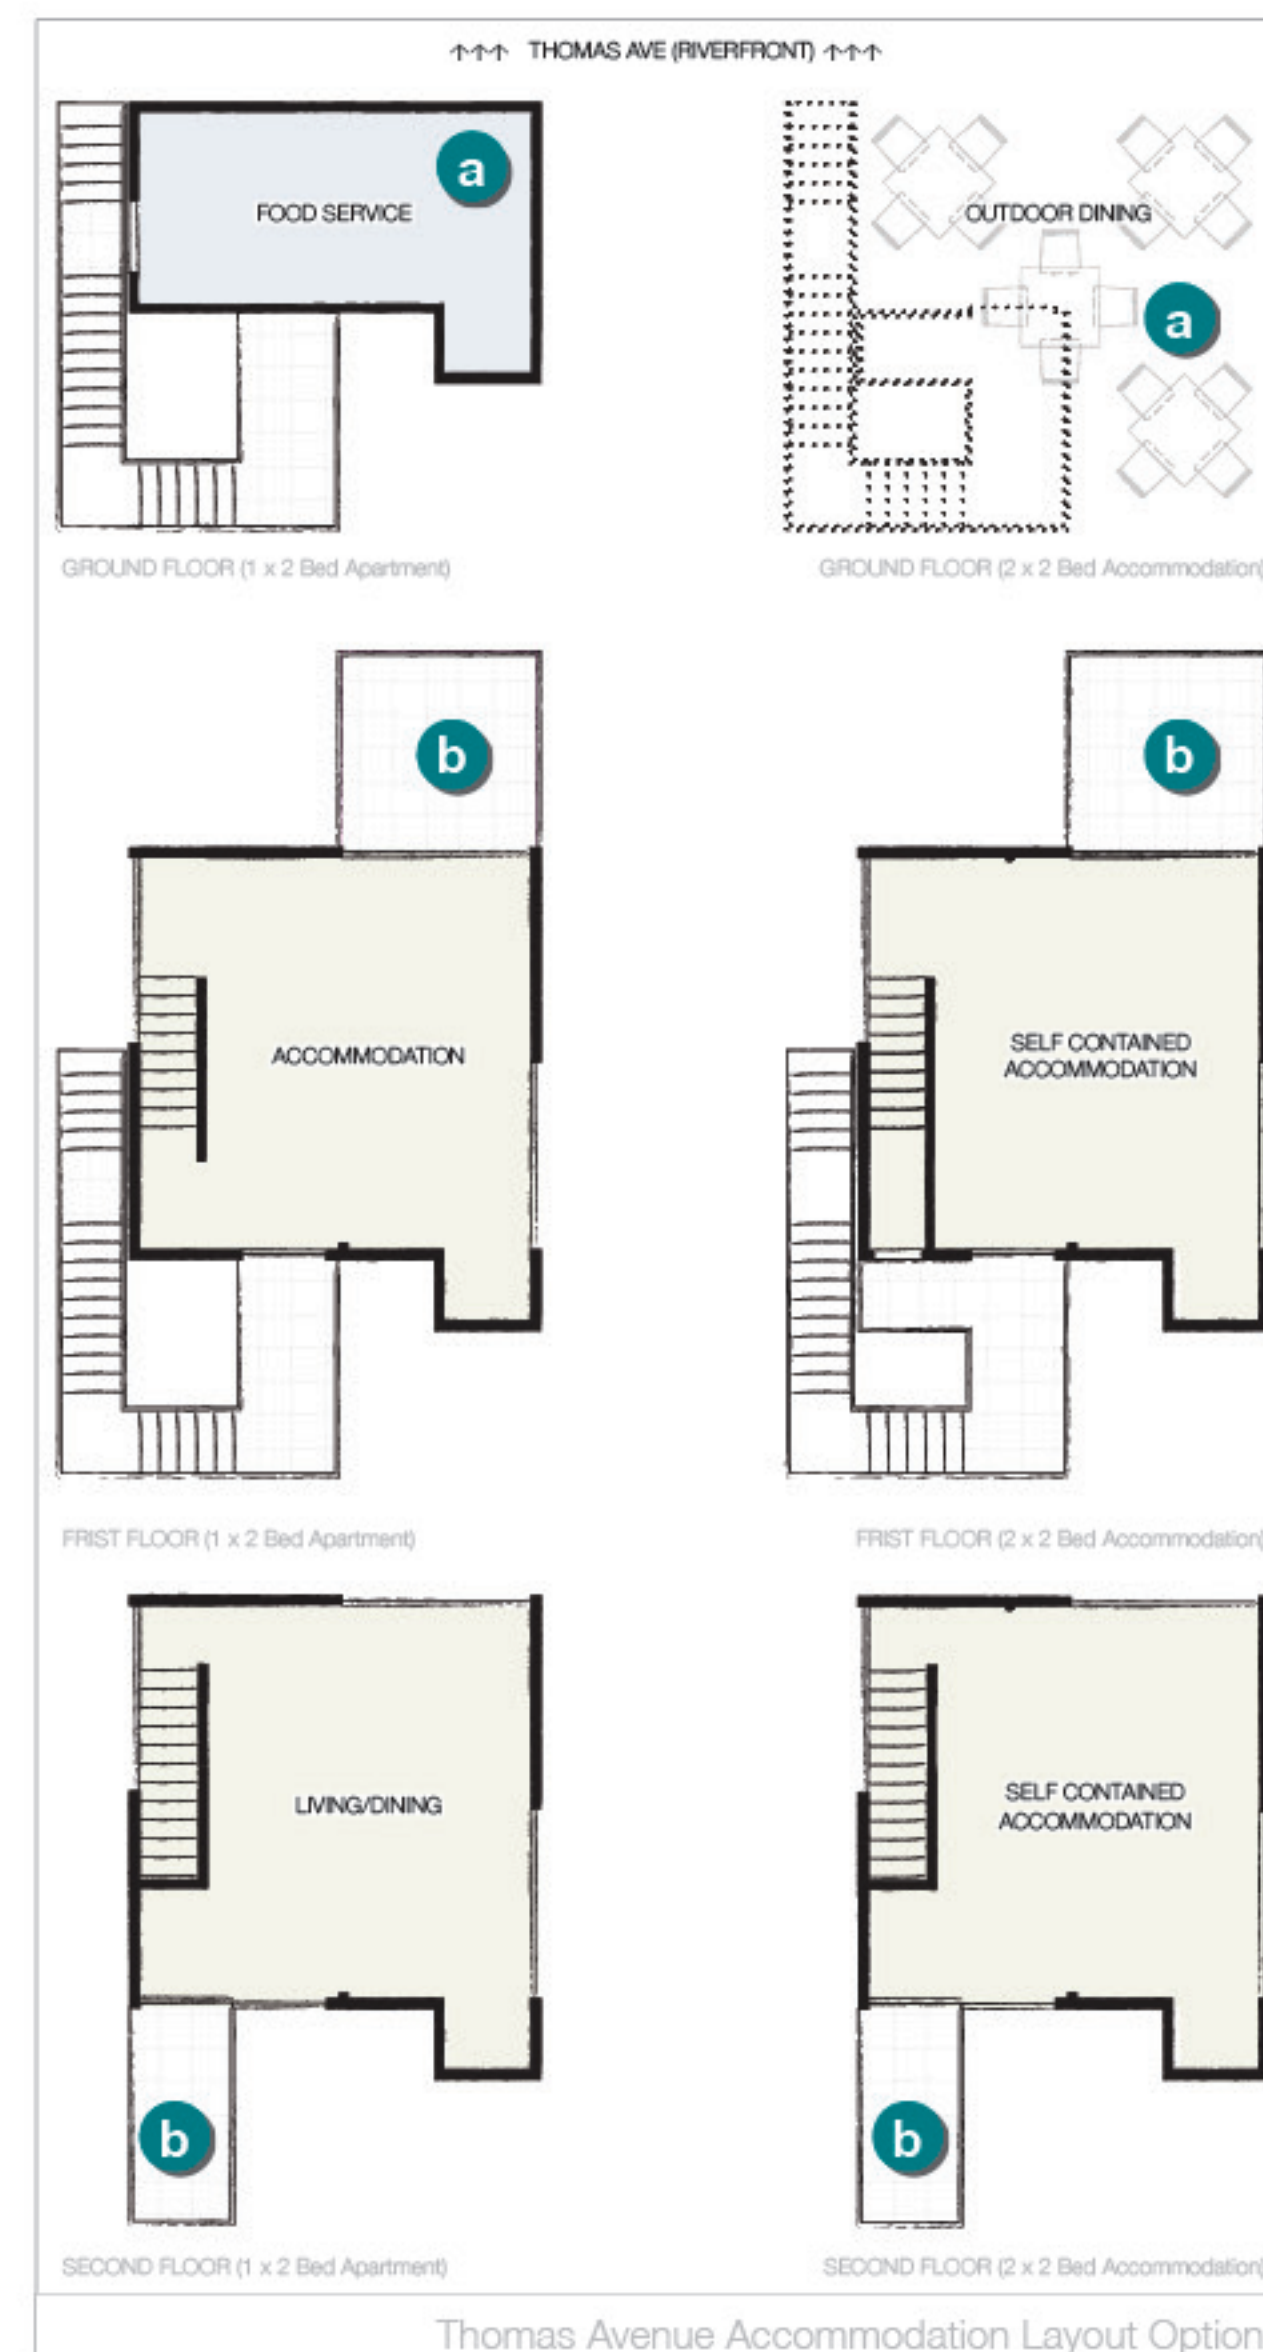 ↑↑↑ THOMAS AVE (RIVERFRONT) ↑↑↑
a
FOOD SERVICE
OUTDOOR DINING
a
GROUND FLOOR (1 x 2 Bed Apartment)
GROUND FLOOR (2 x 2 Bed Accommodation)
b
b
ACCOMMODATION
SELF CONTAINED
ACCOMMODATION
FRIST FLOOR (1 x 2 Bed Apartment)
FRIST FLOOR (2 x 2 Bed Accommodation)
LIVING/DINING
SELF CONTAINED
ACCOMMODATION
b
b
SECOND FLOOR (1 x 2 Bed Apartment)
SECOND FLOOR (2 x 2 Bed Accommodation)
Thomas Avenue Accommodation Layout Option